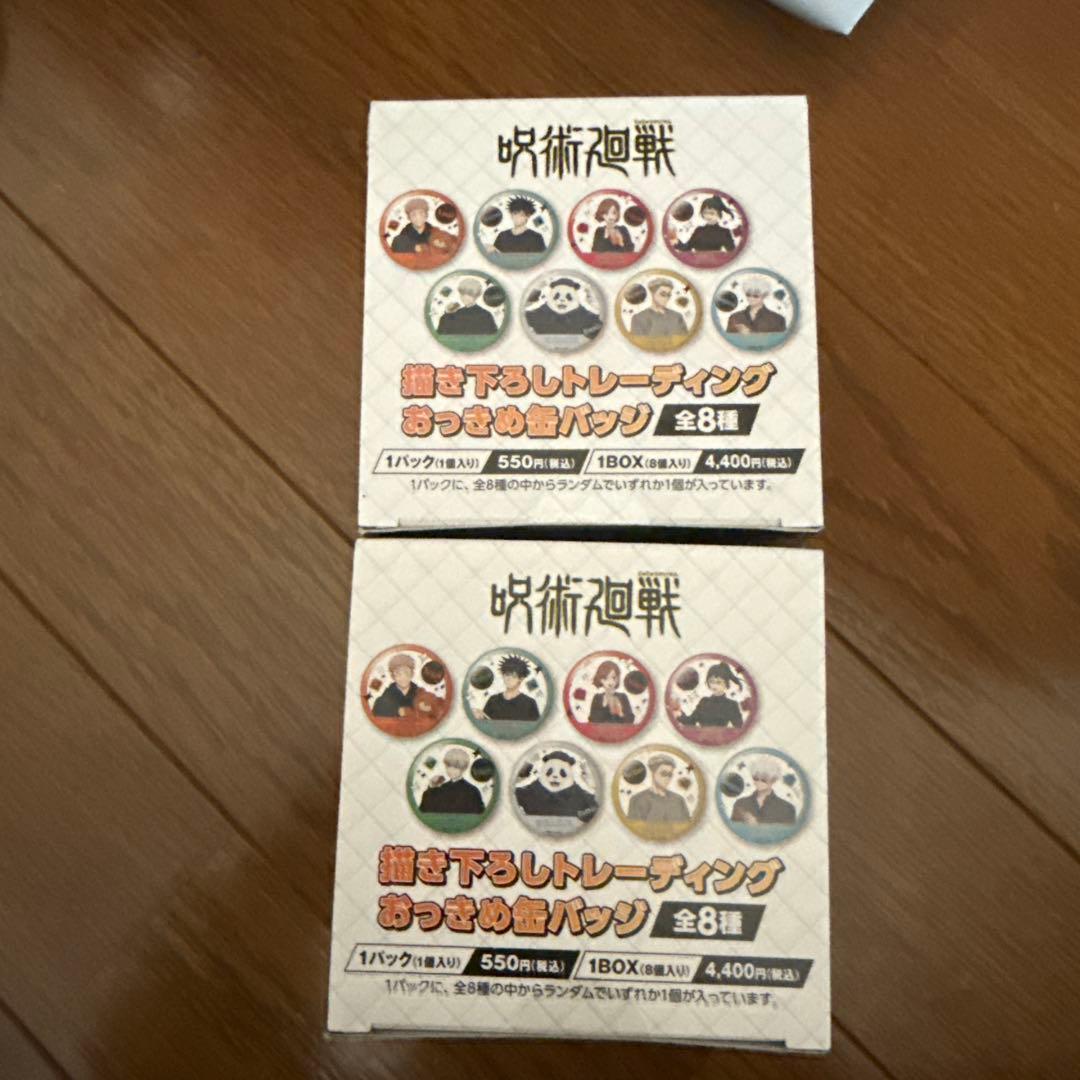 呪術廻戦
描き下ろしトレーディング
おっきめ缶バッジ 全8種
1パック(1個入り) 550円(税込) 1BOX(8個入り) 4,400円(税込)
1パックに、全8種の中からランダムでいずれか1個が入っています。
呪術廻戦
描き下ろしトレーディング
おっきめ缶バッジ 全8種
1パック(1個入り) 550円(税込) 1BOX(8個入り) 4,400円(税込)
1パックに、全8種の中からランダムでいずれか1個が入っています。